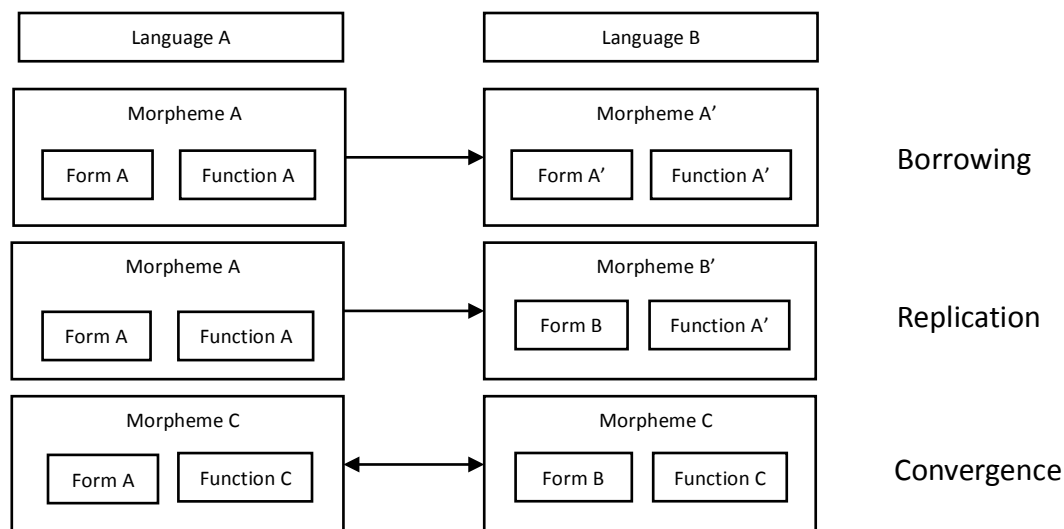 Language A
Language B
Morpheme A
Form A
Function A
Morpheme A’
Form A’
Function A’
Borrowing
Morpheme A
Form A
Function A
Morpheme B’
Form B
Function A’
Replication
Morpheme C
Form A
Function C
Morpheme C
Form B
Function C
Convergence